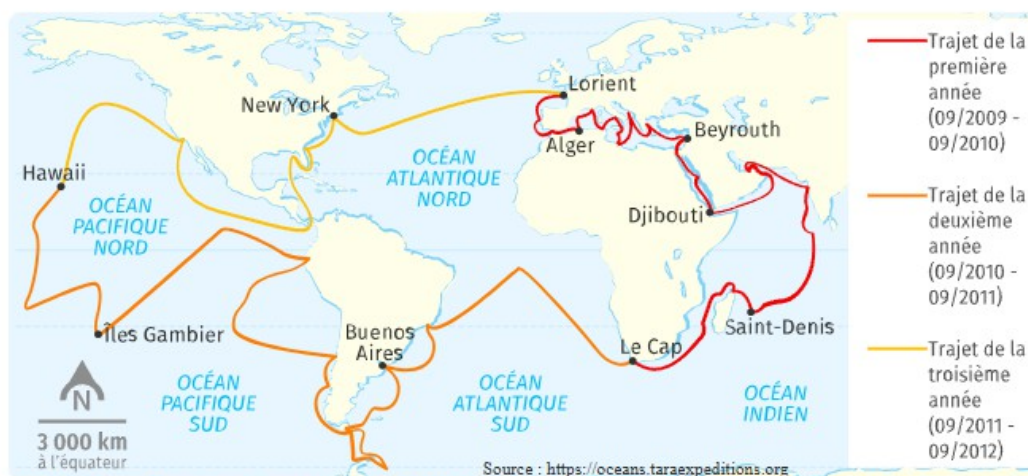 Lorient
New York
Beyrouth
Alger
OCÉAN
ATLANTIQUE
NORD
Hawaii
OCÉAN
PACIFIQUE
NORD
Djibouti
Îles Gambier
Saint-Denis
Buenos
Aires
Le Cap
OCÉAN
PACIFIQUE
SUD
OCÉAN
ATLANTIQUE
SUD
OCÉAN
INDIEN
N
3 000 km
à l'équateur
Source : https://oceans.taraexpeditions.org
Trajet de la
première
année
(09/2009 -
09/2010)
Trajet de la
deuxième
année
(09/2010 -
09/2011)
Trajet de la
troisième
année
(09/2011 -
09/2012)